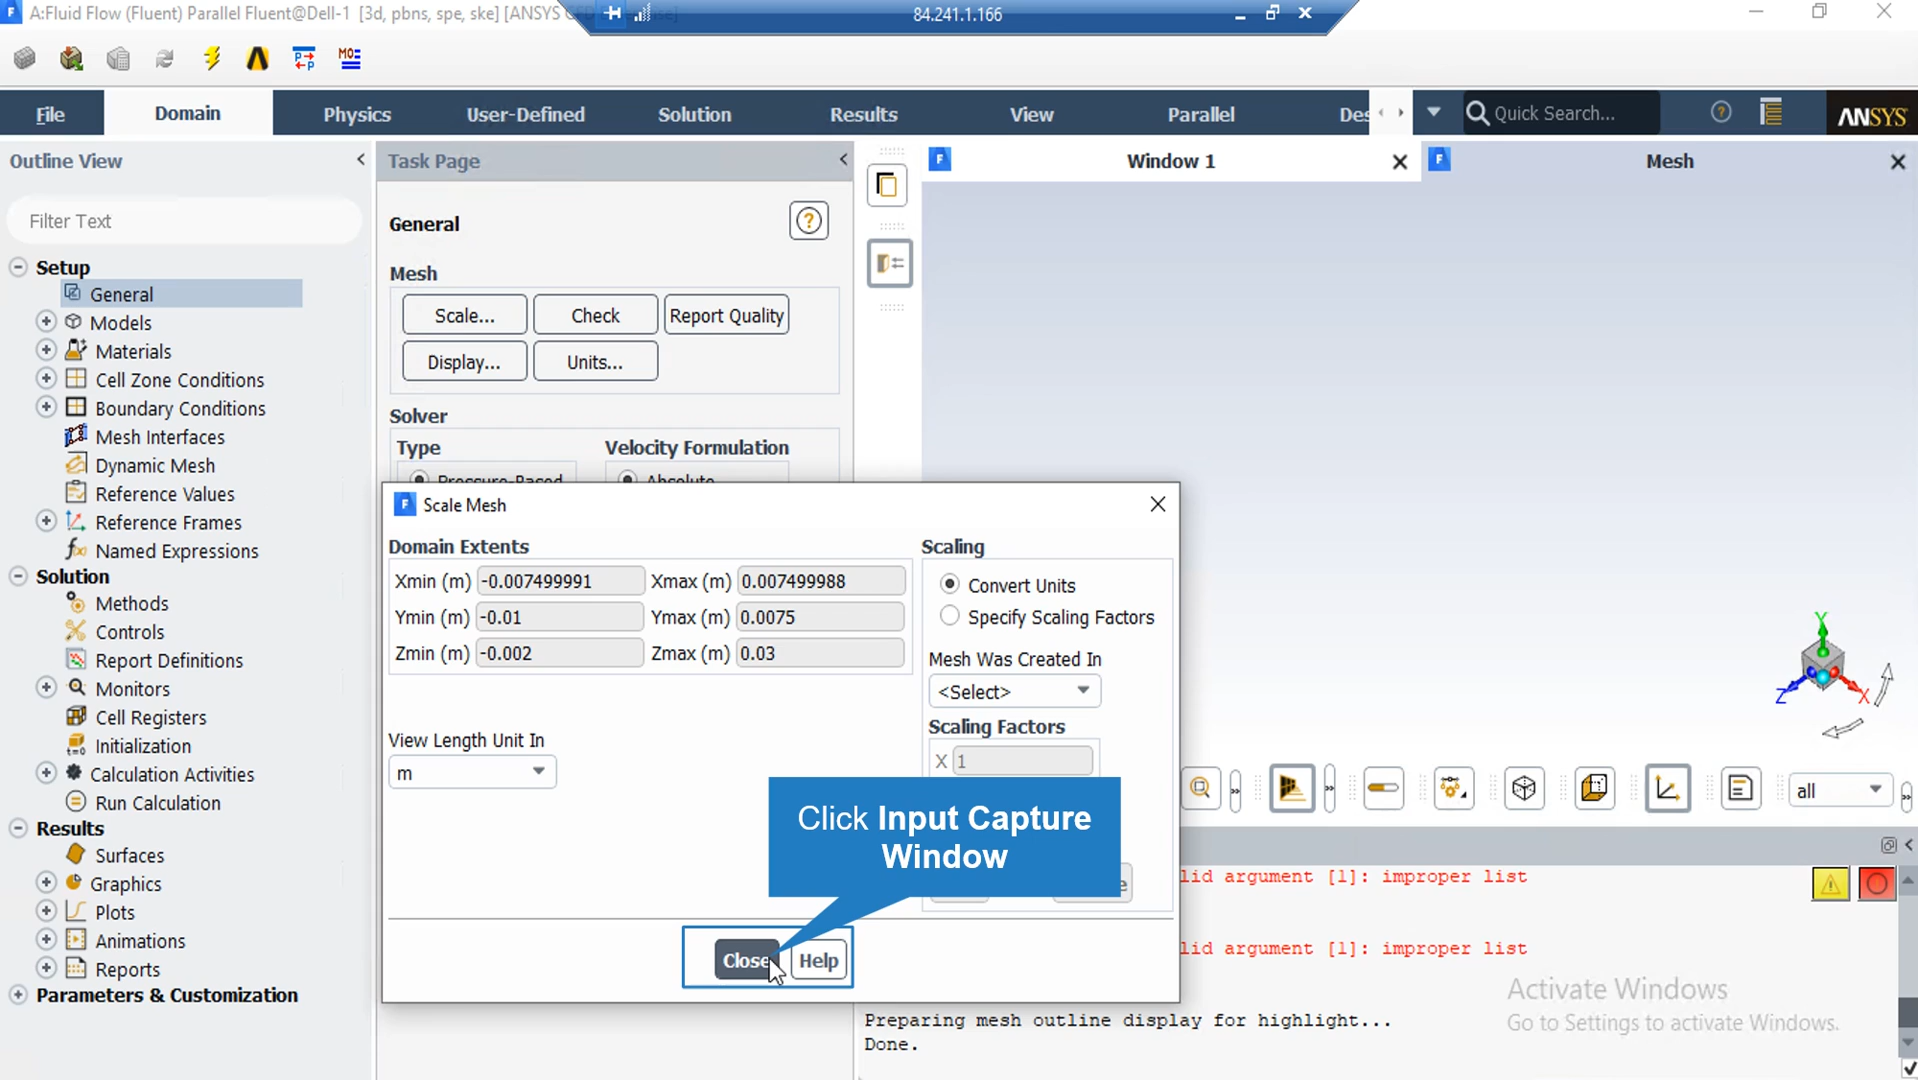 A:Fluid Flow (Fluent) Parallel Fluent@Dell-1 [3d, pbns, spe, ske] [ANSYS
84.241.1.166
MO:
File
Domain
Physics
User-Defined
Solution
Results
View
Parallel
Des
Quick Search...
ANSYS
Outline View
Filter Text
Setup
General
Models
Materials
Cell Zone Conditions
Boundary Conditions
Mesh Interfaces
Dynamic Mesh
Reference Values
Reference Frames
Named Expressions
Solution
Methods
Controls
Report Definitions
Monitors
Cell Registers
Initialization
Calculation Activities
Run Calculation
Results
Surfaces
Graphics
Plots
Animations
Reports
Parameters & Customization
Task Page
General
Mesh
Scale...
Check
Report Quality
Display...
Units...
Solver
Type
Velocity Formulation
Pressure-Based
Absolute
Window 1
Mesh
Y
Z
X
all
Scale Mesh
Domain Extents
Xmin (m) -0.007499991 Xmax (m) 0.007499988
Ymin (m) -0.01 Ymax (m) 0.0075
Zmin (m) -0.002 Zmax (m) 0.03
View Length Unit In
m
Scaling
Convert Units
Specify Scaling Factors
Mesh Was Created In
<Select>
Scaling Factors
X 1
Click Input Capture
Window
Close
Help
lid argument [1]: improper list
lid argument [1]: improper list
Preparing mesh outline display for highlight...
Done.
Activate Windows
Go to Settings to activate Windows.